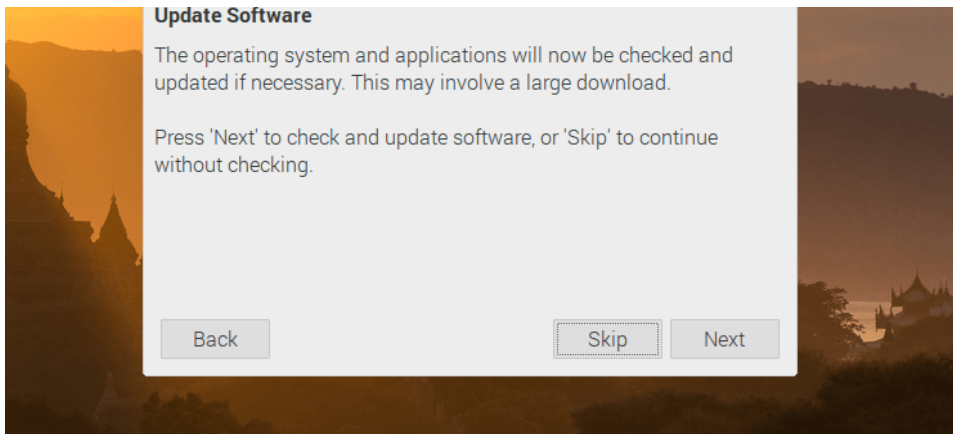 Update Software
The operating system and applications will now be checked and
updated if necessary. This may involve a large download.
Press 'Next' to check and update software, or 'Skip' to continue
without checking.
Back Skip Next